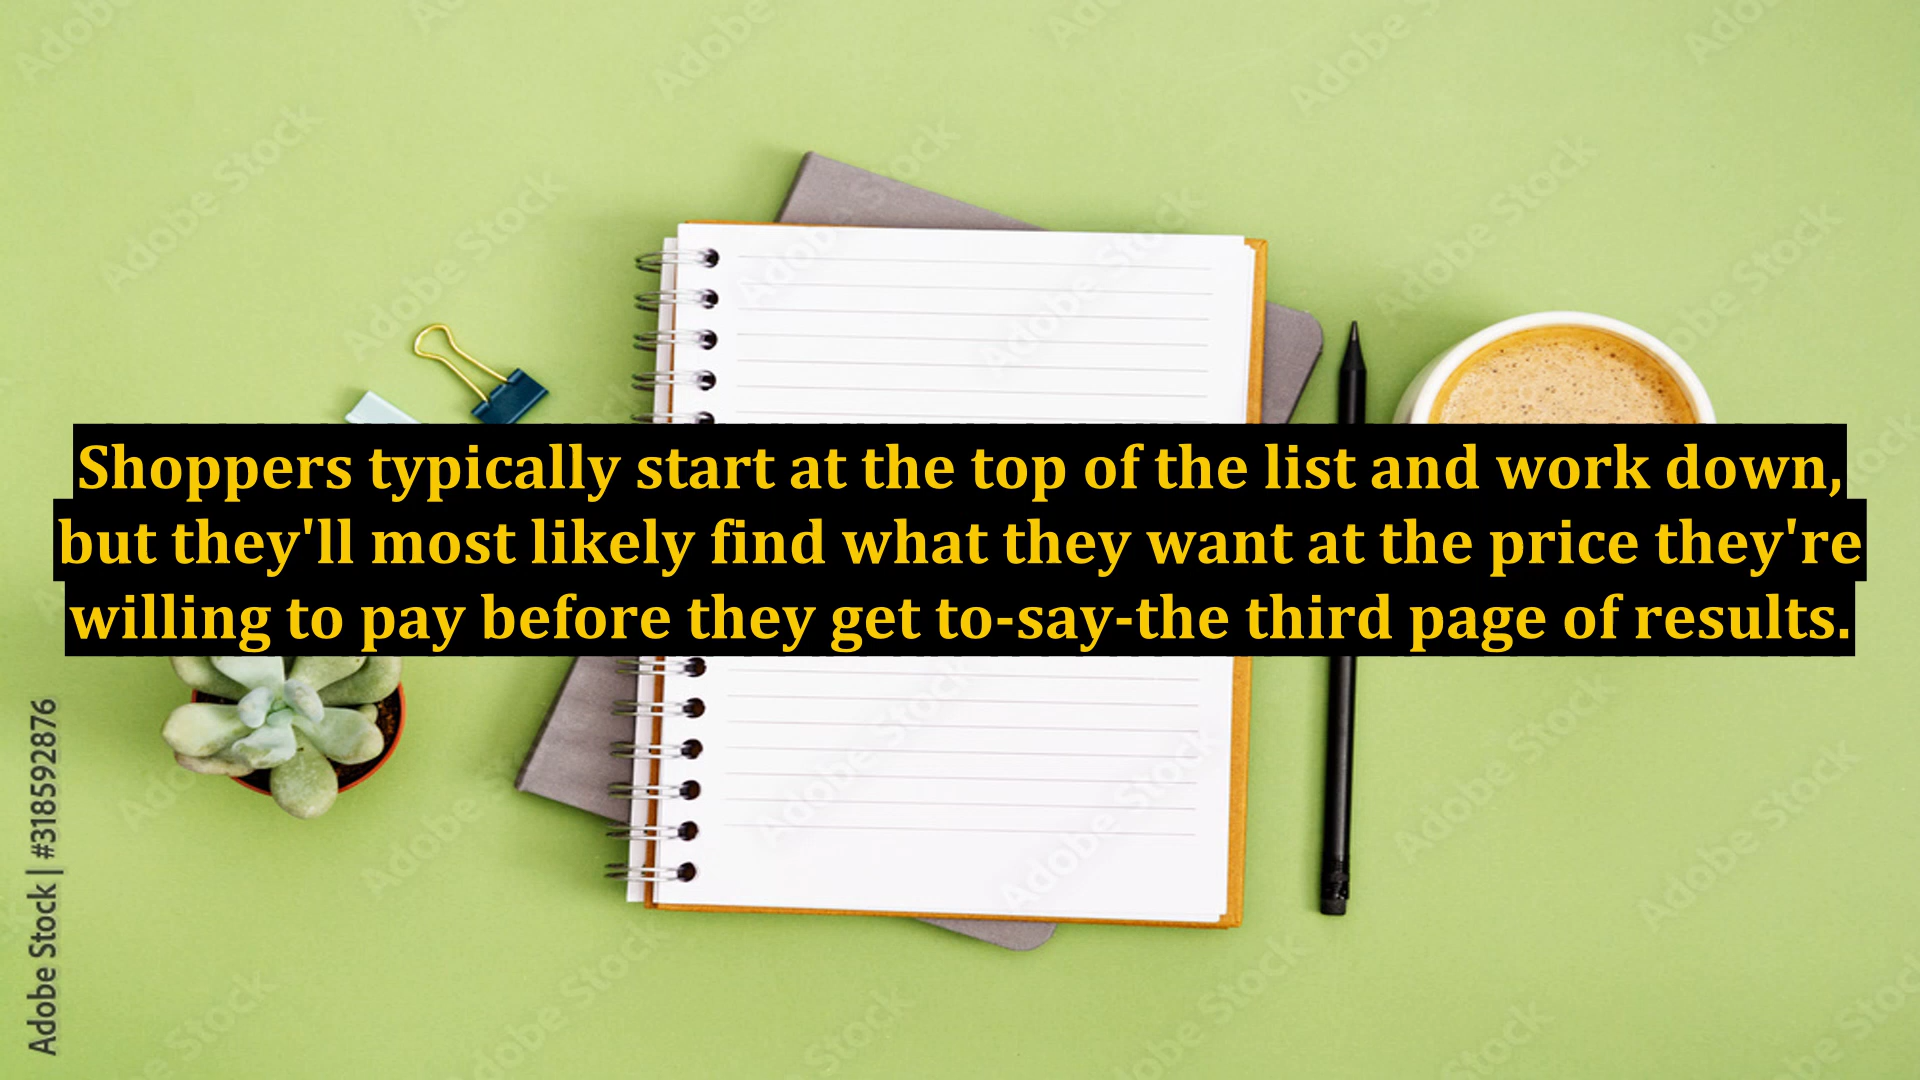 Shoppers typically start at the top of the list and work down,
but they'll most likely find what they want at the price they're
willing to pay before they get to-say-the third page of results.
Adobe Stock | #318592876